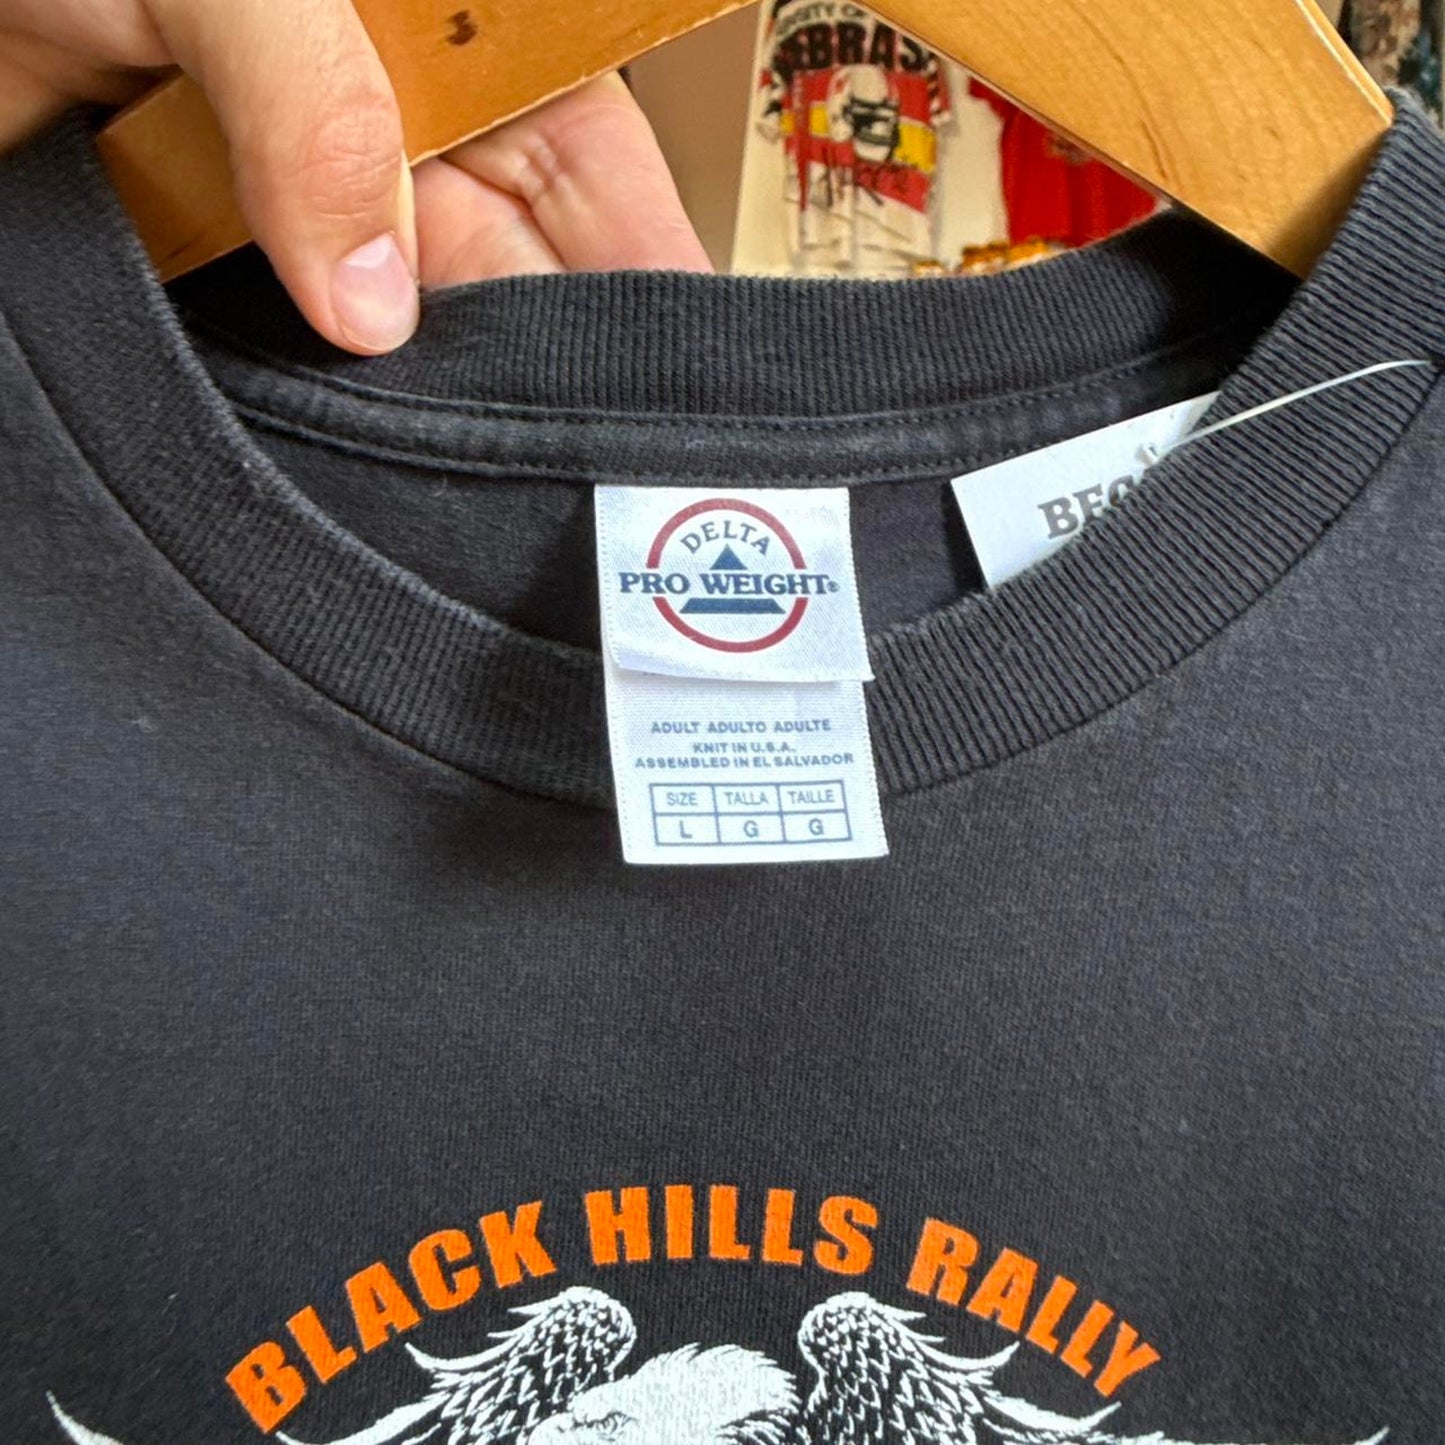 DELTA
PRO WEIGHT®
ADULT ADULTO ADULTE
KNIT IN U.S.A.
ASSEMBLED IN EL SALVADOR
SIZE TALLA TAILLE
L G G
BLACK HILLS RALLY